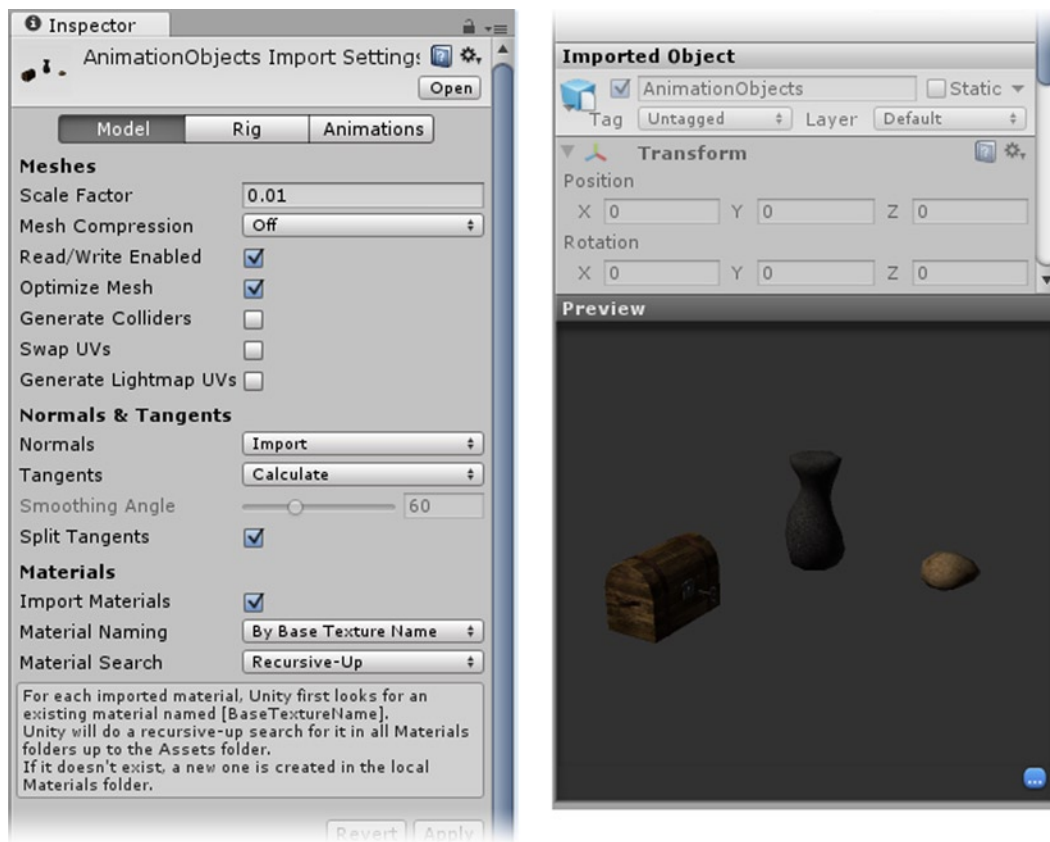 Inspector
AnimationObjects Import Settings
Open
Model Rig Animations
Meshes
Scale Factor 0.01
Mesh Compression Off
Read/Write Enabled
Optimize Mesh
Generate Colliders
Swap UVs
Generate Lightmap UVs
Normals & Tangents
Normals Import
Tangents Calculate
Smoothing Angle 60
Split Tangents
Materials
Import Materials
Material Naming By Base Texture Name
Material Search Recursive-Up
For each imported material, Unity first looks for an
existing material named [BaseTextureName].
Unity will do a recursive-up search for it in all Materials
folders up to the Assets folder.
If it doesn't exist, a new one is created in the local
Materials folder.
Revert Apply
Imported Object
AnimationObjects Static
Tag Untagged Layer Default
Transform
Position
X 0 Y 0 Z 0
Rotation
X 0 Y 0 Z 0
Preview